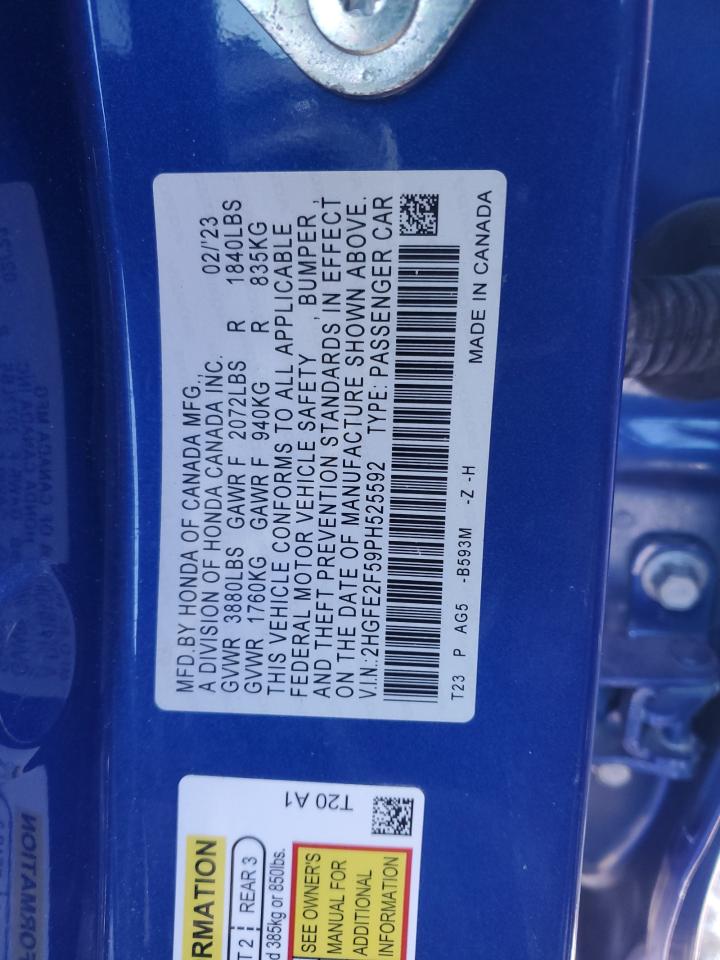 MFD.BY HONDA OF CANADA MFG., 02/'23
A DIVISION OF HONDA CANADA INC.
GVWR 3880LBS GAWR F 2072LBS R 1840LBS
GVWR 1760KG GAWR F 940KG R 835KG
THIS VEHICLE CONFORMS TO ALL APPLICABLE
FEDERAL MOTOR VEHICLE SAFETY , BUMPER ,
AND THEFT PREVENTION STANDARDS IN EFFECT
ON THE DATE OF MANUFACTURE SHOWN ABOVE.
V.I.N.:2HGFE2F59PH525592 TYPE: PASSENGER CAR
T23 P AG5 -B593M -Z -H MADE IN CANADA
T20 A1
RMATION
T 2 REAR 3
d 385kg or 850lbs.
SEE OWNER'S
MANUAL FOR
ADDITIONAL
INFORMATION